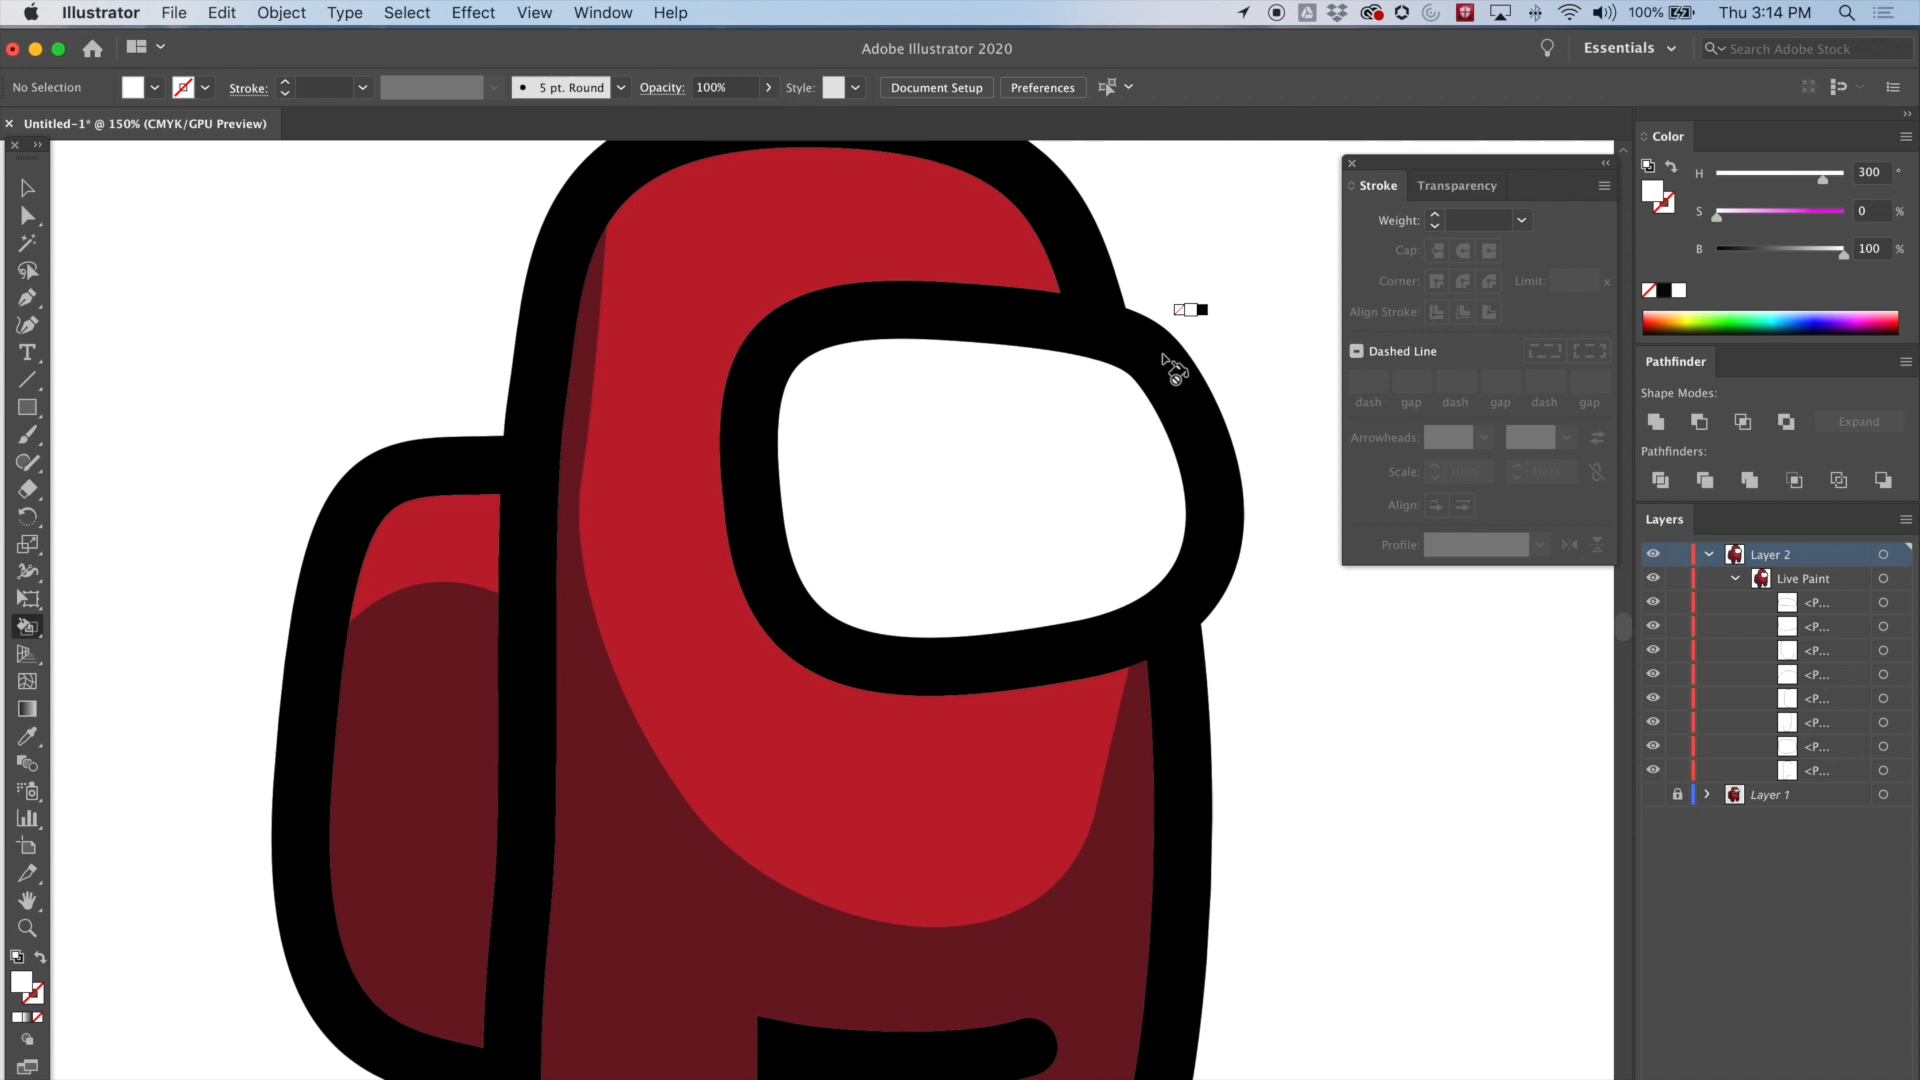 Illustrator File Edit Object Type Select Effect View Window Help 100% Thu 3:14 PM
Adobe Illustrator 2020 Essentials Search Adobe Stock
No Selection Stroke: 5 pt. Round Opacity: 100% Style: Document Setup Preferences
Untitled-1* @ 150% (CMYK/GPU Preview)
Color
H 300 °
S 0 %
B 100 %
Stroke Transparency
Weight:
Cap:
Corner: Limit: x
Align Stroke:
Dashed Line
dash gap dash gap dash gap
Arrowheads:
Scale: 100% 100%
Align:
Profile:
Pathfinder
Shape Modes:
Expand
Pathfinders:
Layers
Layer 2
Live Paint
<P...
<P...
<P...
<P...
<P...
<P...
<P...
<P...
Layer 1